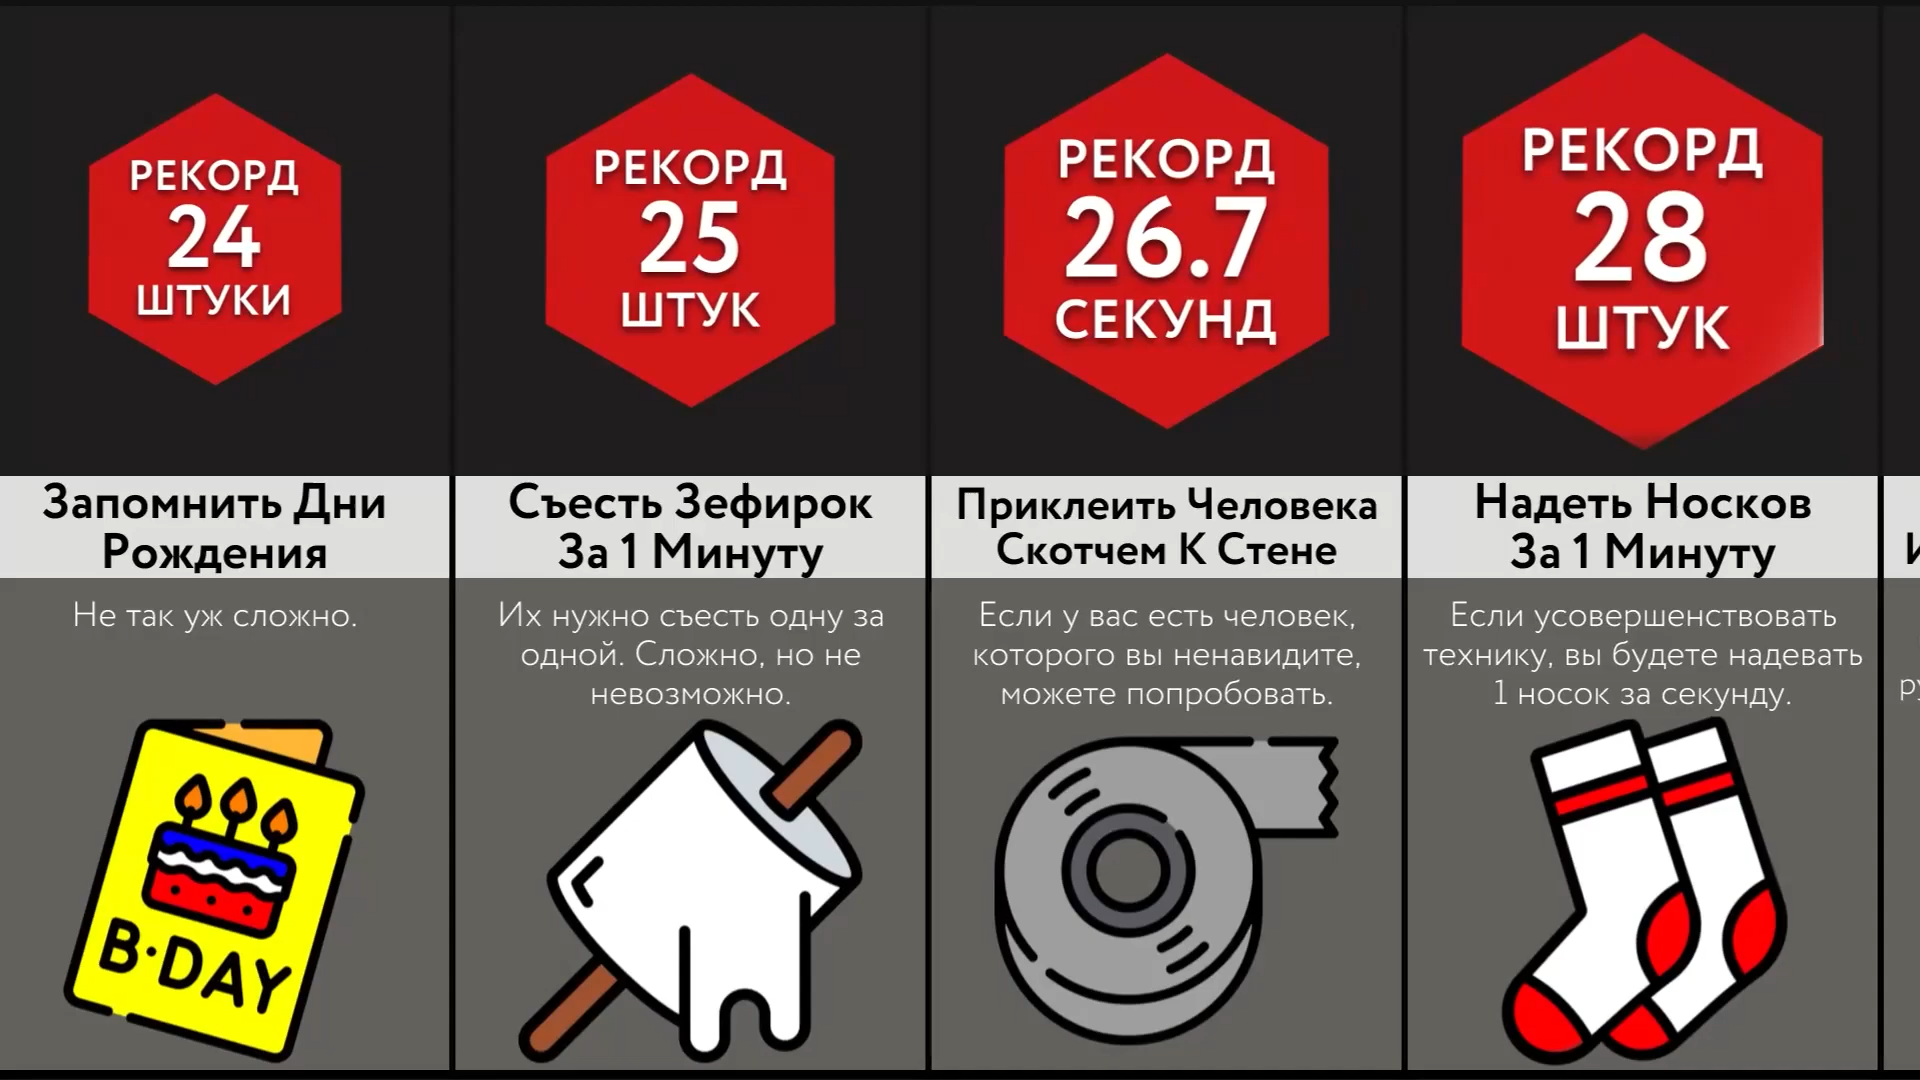 РЕКОРД
24
ШТУКИ
Запомнить Дни
Рождения
Не так уж сложно.
B·DAY
РЕКОРД
25
ШТУК
Съесть Зефирок
За 1 Минуту
Их нужно съесть одну за
одной. Сложно, но не
невозможно.
РЕКОРД
26.7
СЕКУНД
Приклеить Человека
Скотчем К Стене
Если у вас есть человек,
которого вы ненавидите,
можете попробовать.
РЕКОРД
28
ШТУК
Надеть Носков
За 1 Минуту
Если усовершенствовать
технику, вы будете надевать
1 носок за секунду.